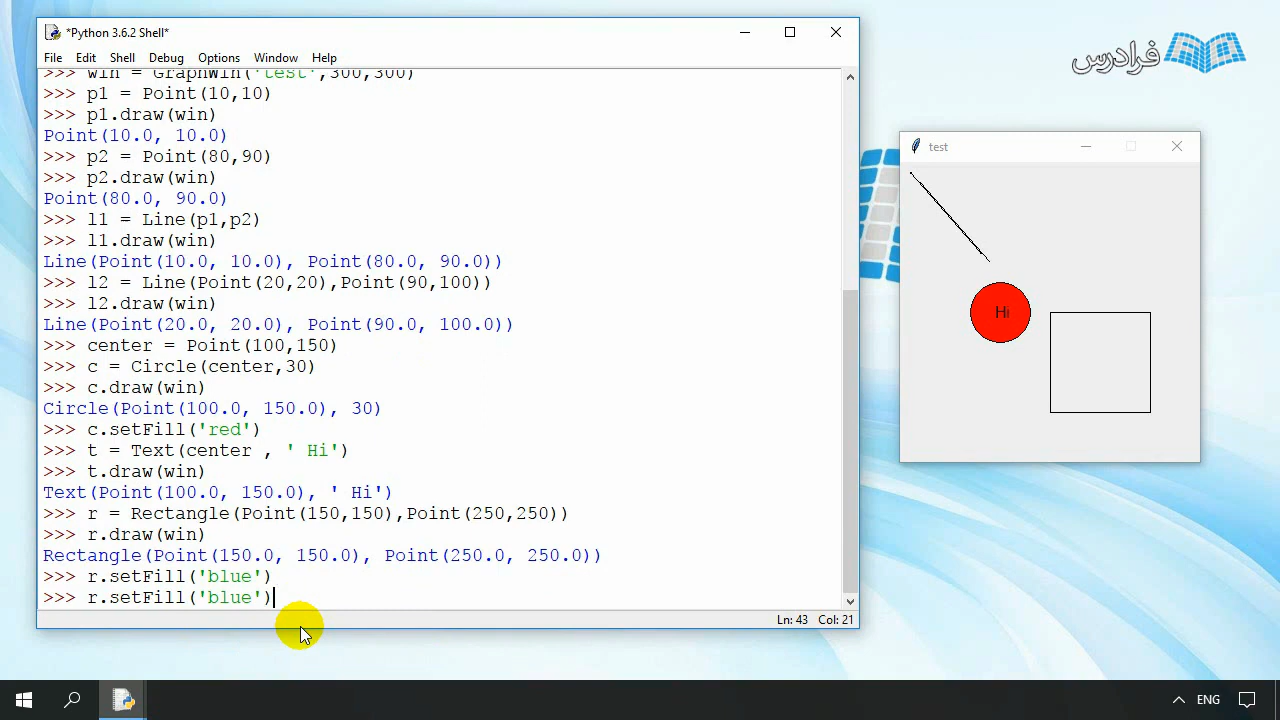 *Python 3.6.2 Shell*
File Edit Shell Debug Options Window Help
>>> win = GraphWin('test',300,300)
>>> p1 = Point(10,10)
>>> p1.draw(win)
Point(10.0, 10.0)
>>> p2 = Point(80,90)
>>> p2.draw(win)
Point(80.0, 90.0)
>>> l1 = Line(p1,p2)
>>> l1.draw(win)
Line(Point(10.0, 10.0), Point(80.0, 90.0))
>>> l2 = Line(Point(20,20),Point(90,100))
>>> l2.draw(win)
Line(Point(20.0, 20.0), Point(90.0, 100.0))
>>> center = Point(100,150)
>>> c = Circle(center,30)
>>> c.draw(win)
Circle(Point(100.0, 150.0), 30)
>>> c.setFill('red')
>>> t = Text(center , ' Hi')
>>> t.draw(win)
Text(Point(100.0, 150.0), ' Hi')
>>> r = Rectangle(Point(150,150),Point(250,250))
>>> r.draw(win)
Rectangle(Point(150.0, 150.0), Point(250.0, 250.0))
>>> r.setFill('blue')
>>> r.setFill('blue')
Ln: 43 Col: 21
فرادرس
test
Hi
ENG